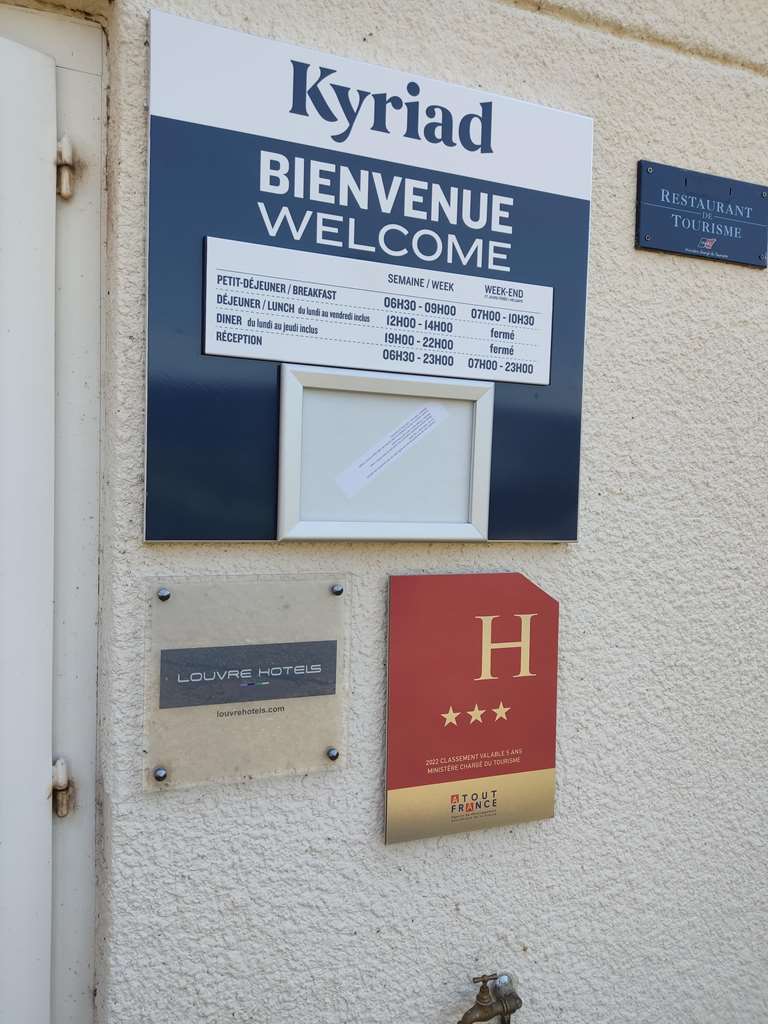 Kyriad
BIENVENUE
WELCOME
SEMAINE / WEEK WEEK-END
PETIT-DÉJEUNER / BREAKFAST 06H30 - 09H00 07H00 - 10H30
DÉJEUNER / LUNCH du lundi au vendredi inclus 12H00 - 14H00 fermé
DINER du lundi au jeudi inclus 19H00 - 22H00 fermé
RÉCEPTION 06H30 - 23H00 07H00 - 23H00
RESTAURANT
DE
TOURISME
LOUVRE HOTELS
louvrehotels.com
H
2022 CLASSEMENT VALABLE 5 ANS
MINISTÈRE CHARGÉ DU TOURISME
ATOUT
FRANCE